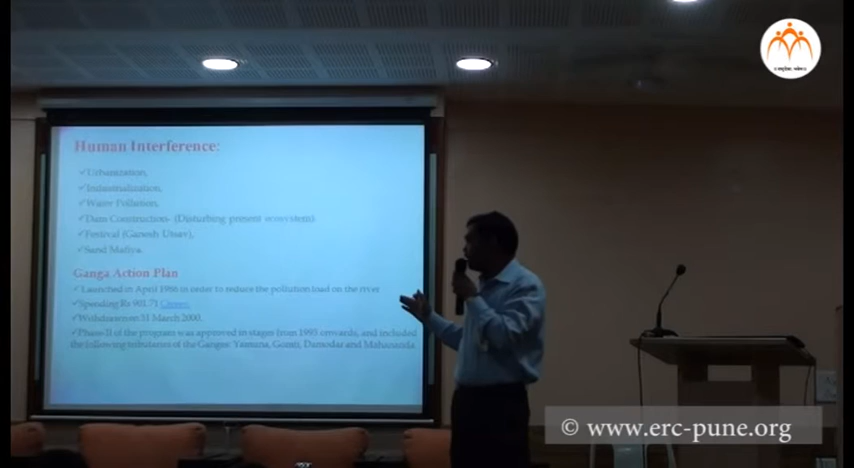 Human Interference:
✓Urbanization,
✓Industrialization,
✓Water Pollution,
✓Dam Construction- (Disturbing present ecosystem)
✓Festival (Ganesh Utsav),
✓Sand Mafiya.
Ganga Action Plan
✓Launched in April 1986 in order to reduce the pollution load on the river
✓Spending Rs 901.71 Crores.
✓Withdrawn on 31 March 2000.
✓Phase-II of the program was approved in stages from 1993 onwards, and included
the following tributaries of the Ganges: Yamuna, Gomti, Damodar and Mahananda.
© www.erc-pune.org